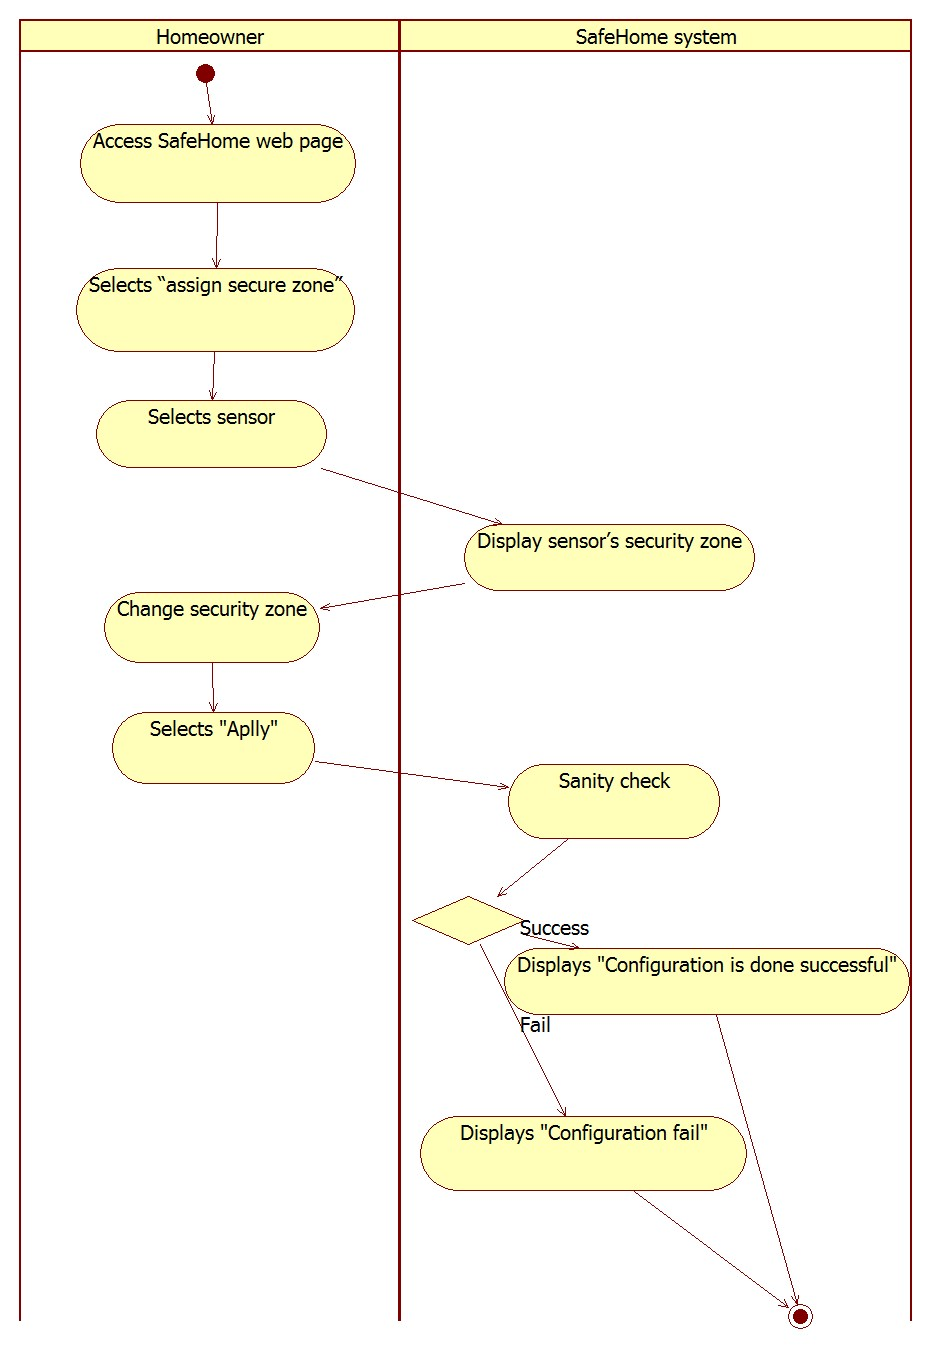 Homeowner
SafeHome system
Access SafeHome web page
Selects “assign secure zone”
Selects sensor
Display sensor’s security zone
Change security zone
Selects "Aplly"
Sanity check
Success
Displays "Configuration is done successful"
Fail
Displays "Configuration fail"